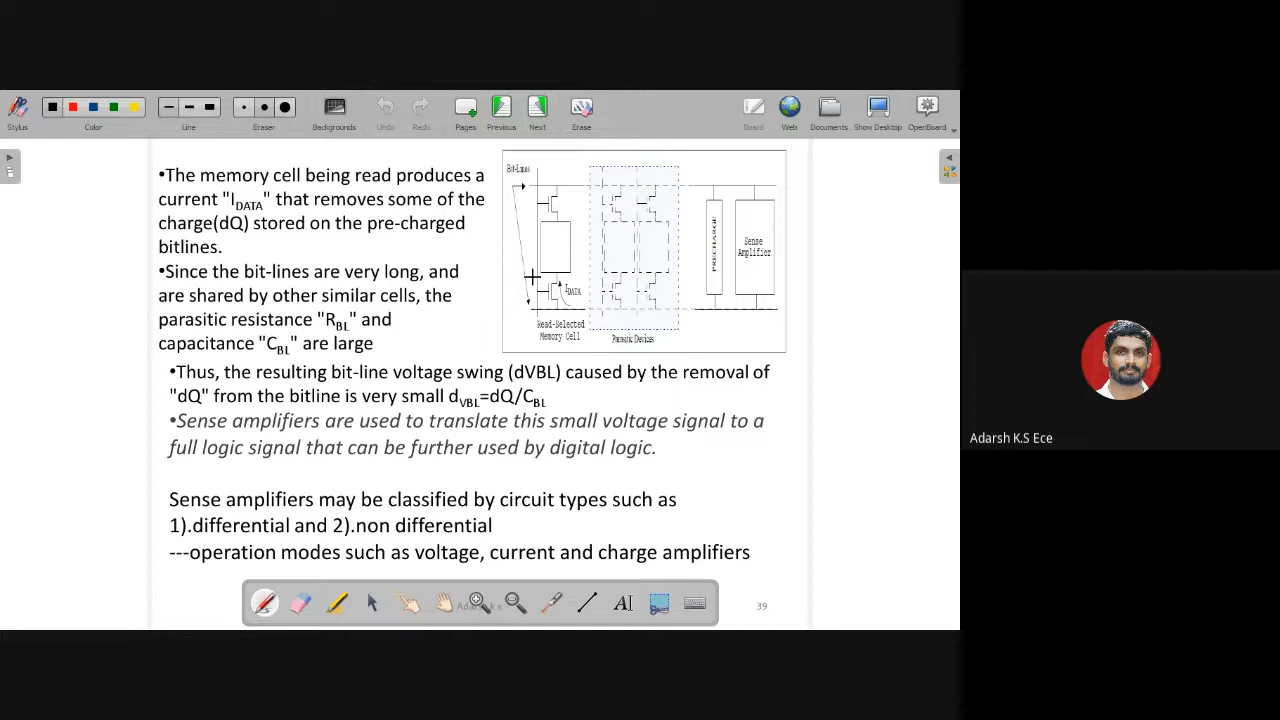 Stylus
Color
Line
Eraser
Backgrounds
Undo
Redu..
Pages
Previous
Next
Erase
Board
Web
Documents
Show Desktop
OpenBoard
•The memory cell being read produces a
current "IDATA" that removes some of the
charge(dQ) stored on the pre-charged
bitlines.
•Since the bit-lines are very long, and
are shared by other similar cells, the
parasitic resistance "RBL" and
capacitance "CBL" are large
Bit-Lines
IDATA
Read-Selected
Memory Cell
PRECHARGE
Sense
Amplifier
•Thus, the resulting bit-line voltage swing (dVBL) caused by the removal of
"dQ" from the bitline is very small dVBL=dQ/CBL
•Sense amplifiers are used to translate this small voltage signal to a
full logic signal that can be further used by digital logic.
Sense amplifiers may be classified by circuit types such as
1).differential and 2).non differential
---operation modes such as voltage, current and charge amplifiers
39
Adarsh K.S Ece